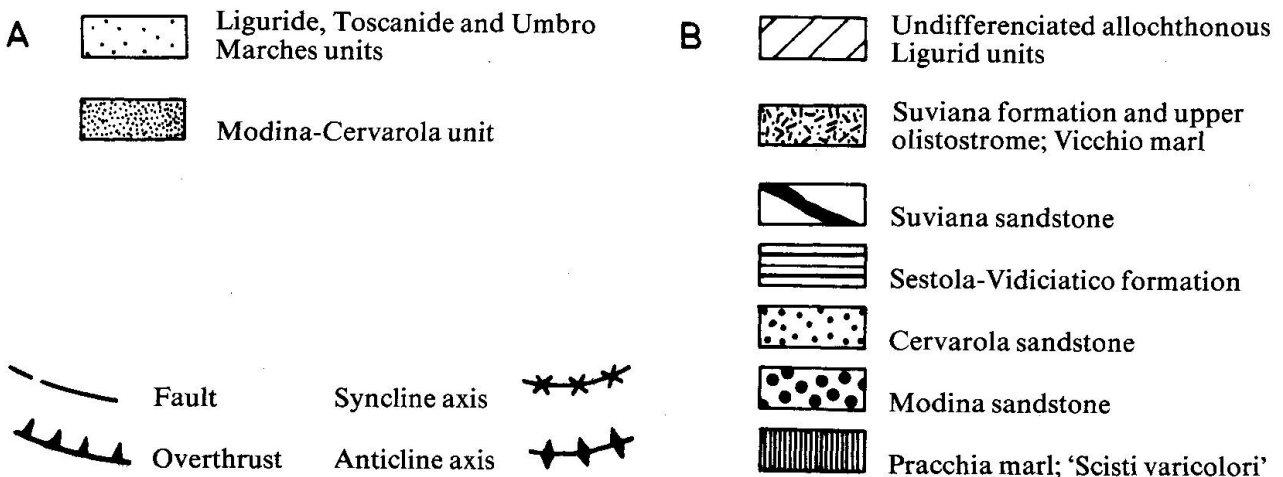 A
Liguride, Toscanide and Umbro
Marches units
Modina-Cervarola unit
Fault
Syncline axis
Overthrust
Anticline axis
B
Undifferenciated allochthonous
Ligurid units
Suviana formation and upper
olistostrome; Vicchio marl
Suviana sandstone
Sestola-Vidiciatico formation
Cervarola sandstone
Modina sandstone
Pracchia marl; ‘Scisti varicolori’